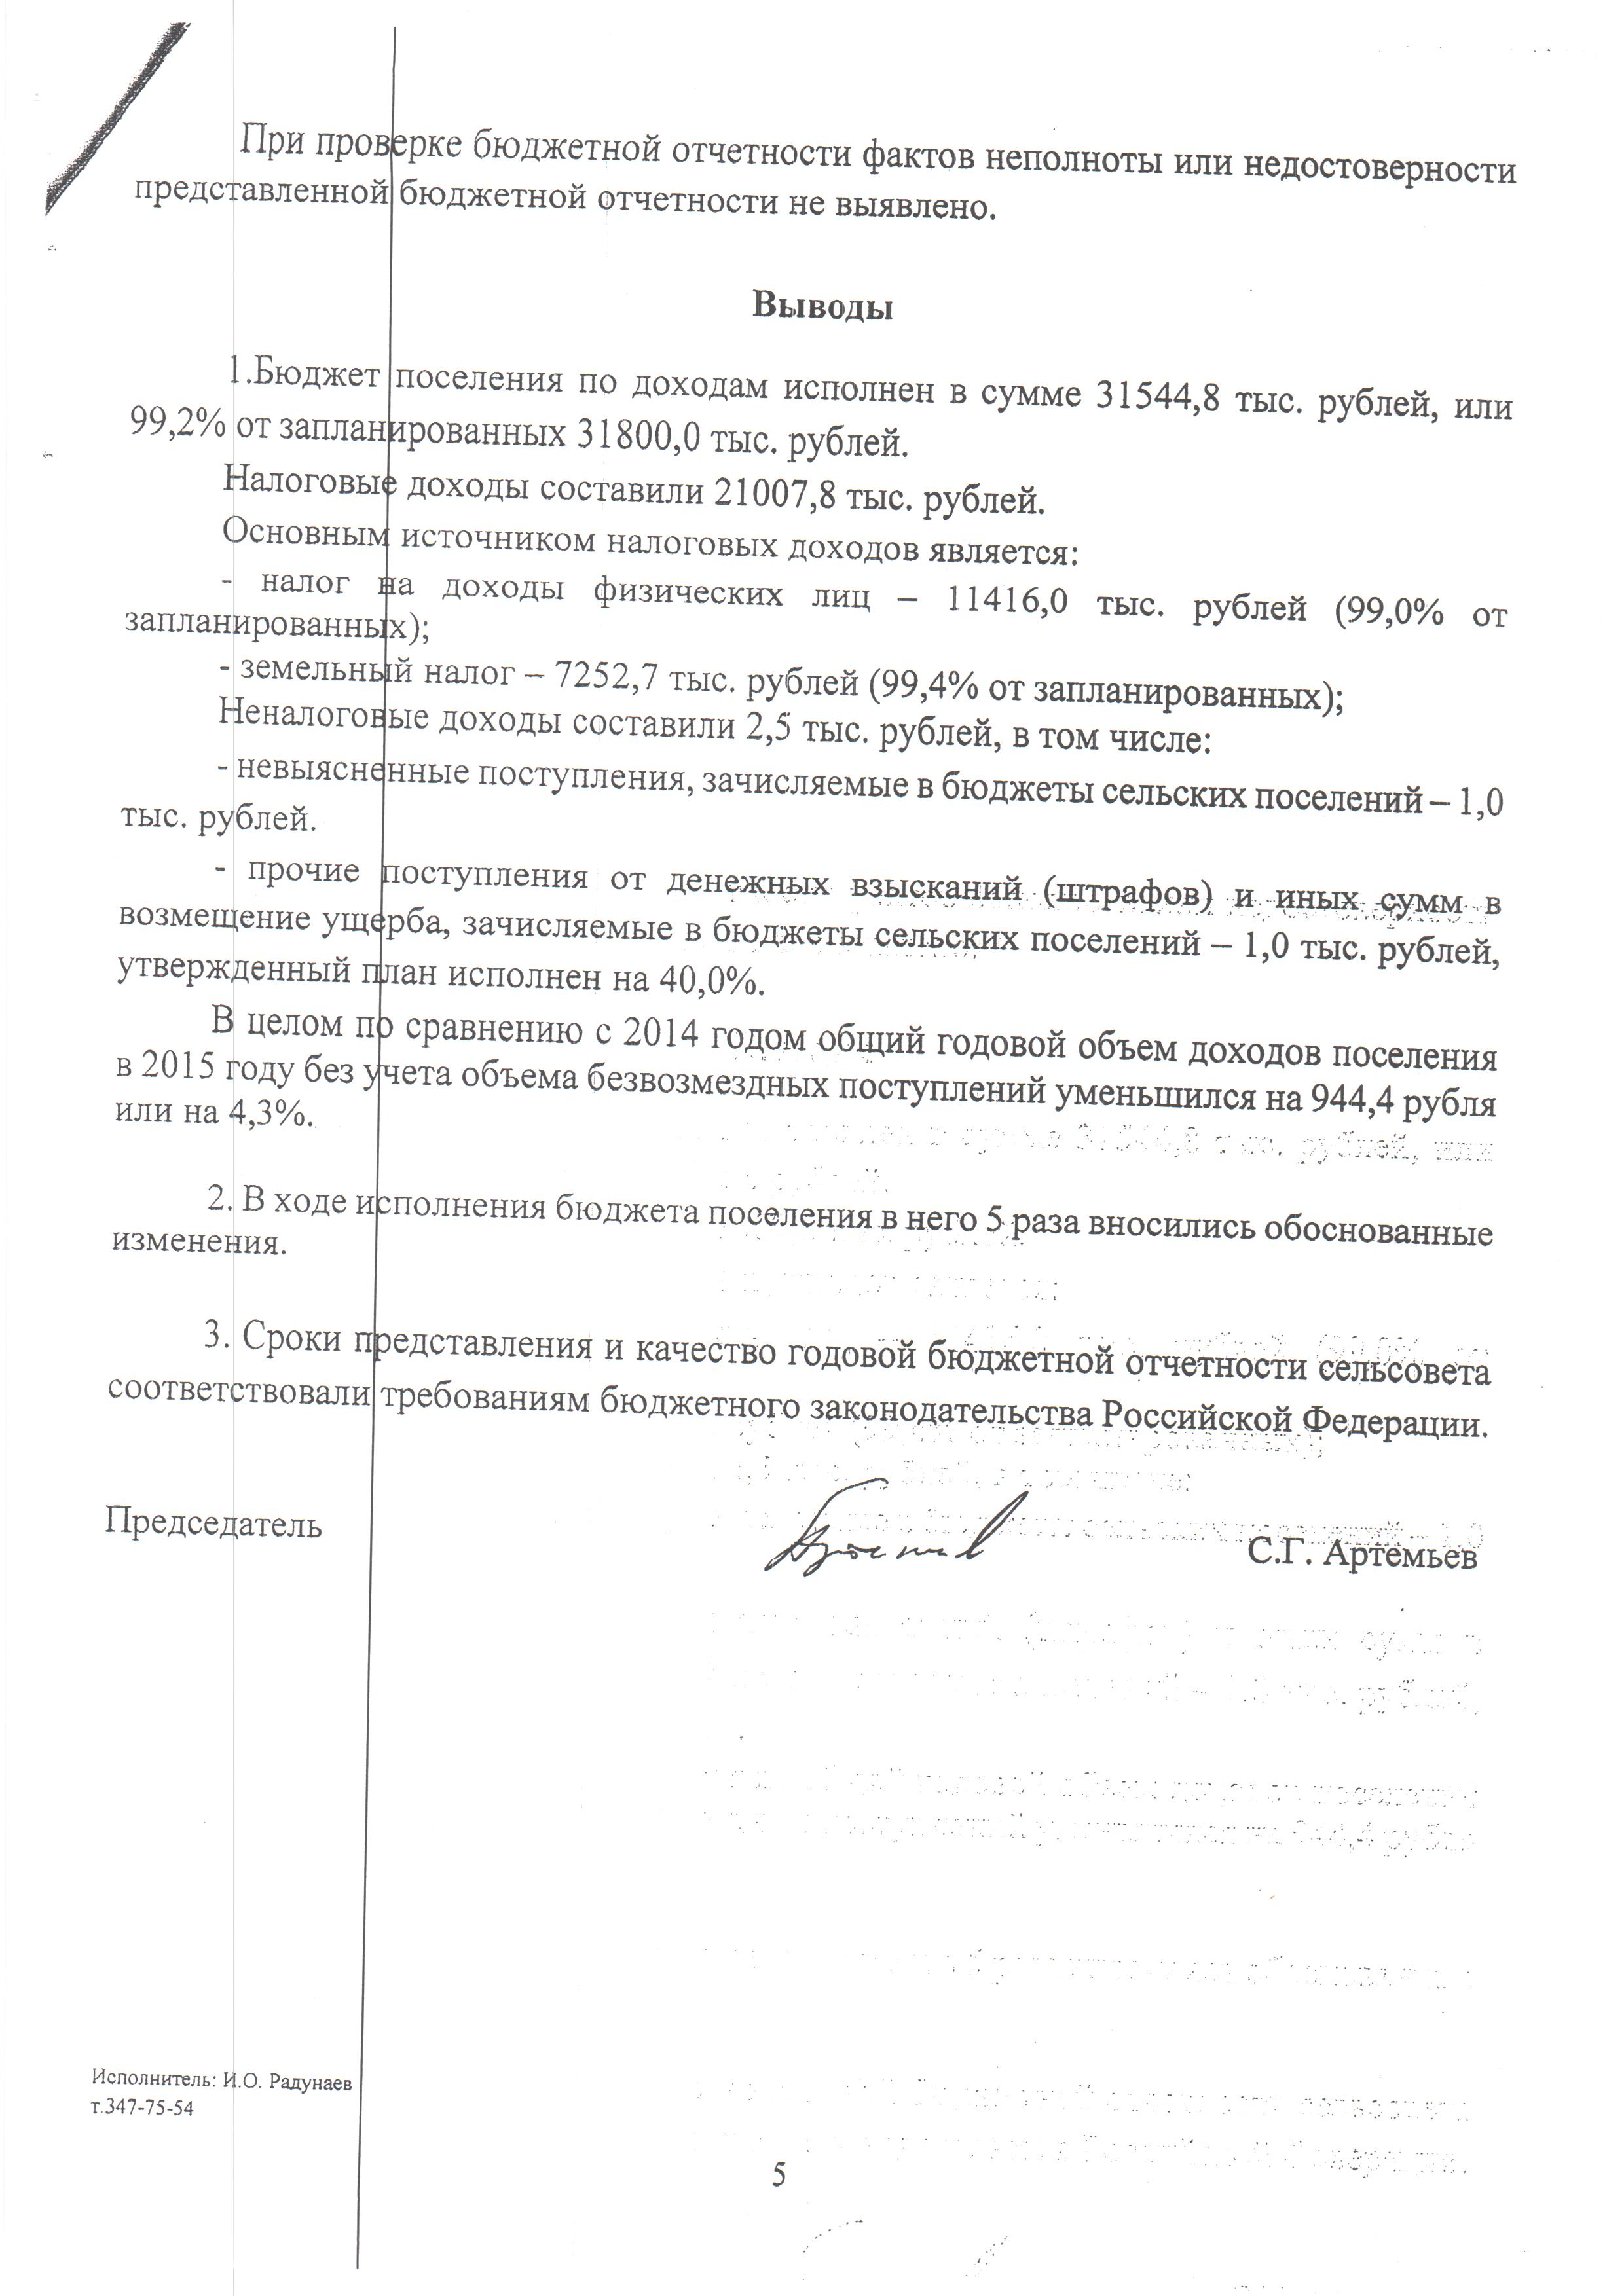 При проверке бюджетной отчетности фактов неполноты или недостоверности
представленной бюджетной отчетности не выявлено.
Выводы
1.Бюджет поселения по доходам исполнен в сумме 31544,8 тыс. рублей, или
99,2% от запланированных 31800,0 тыс. рублей.
Налоговые доходы составили 21007,8 тыс. рублей.
Основным источником налоговых доходов является:
- налог на доходы физических лиц – 11416,0 тыс. рублей (99,0% от
запланированных);
- земельный налог – 7252,7 тыс. рублей (99,4% от запланированных);
Неналоговые доходы составили 2,5 тыс. рублей, в том числе:
- невыясненные поступления, зачисляемые в бюджеты сельских поселений – 1,0
тыс. рублей.
- прочие поступления от денежных взысканий (штрафов) и иных сумм в
возмещение ущерба, зачисляемые в бюджеты сельских поселений – 1,0 тыс. рублей,
утвержденный план исполнен на 40,0%.
В целом по сравнению с 2014 годом общий годовой объем доходов поселения
в 2015 году без учета объема безвозмездных поступлений уменьшился на 944,4 рубля
или на 4,3%.
2. В ходе исполнения бюджета поселения в него 5 раза вносились обоснованные
изменения.
3. Сроки представления и качество годовой бюджетной отчетности сельсовета
соответствовали требованиям бюджетного законодательства Российской Федерации.
Председатель С.Г. Артемьев
Исполнитель: И.О. Радунаев
т.347-75-54
5